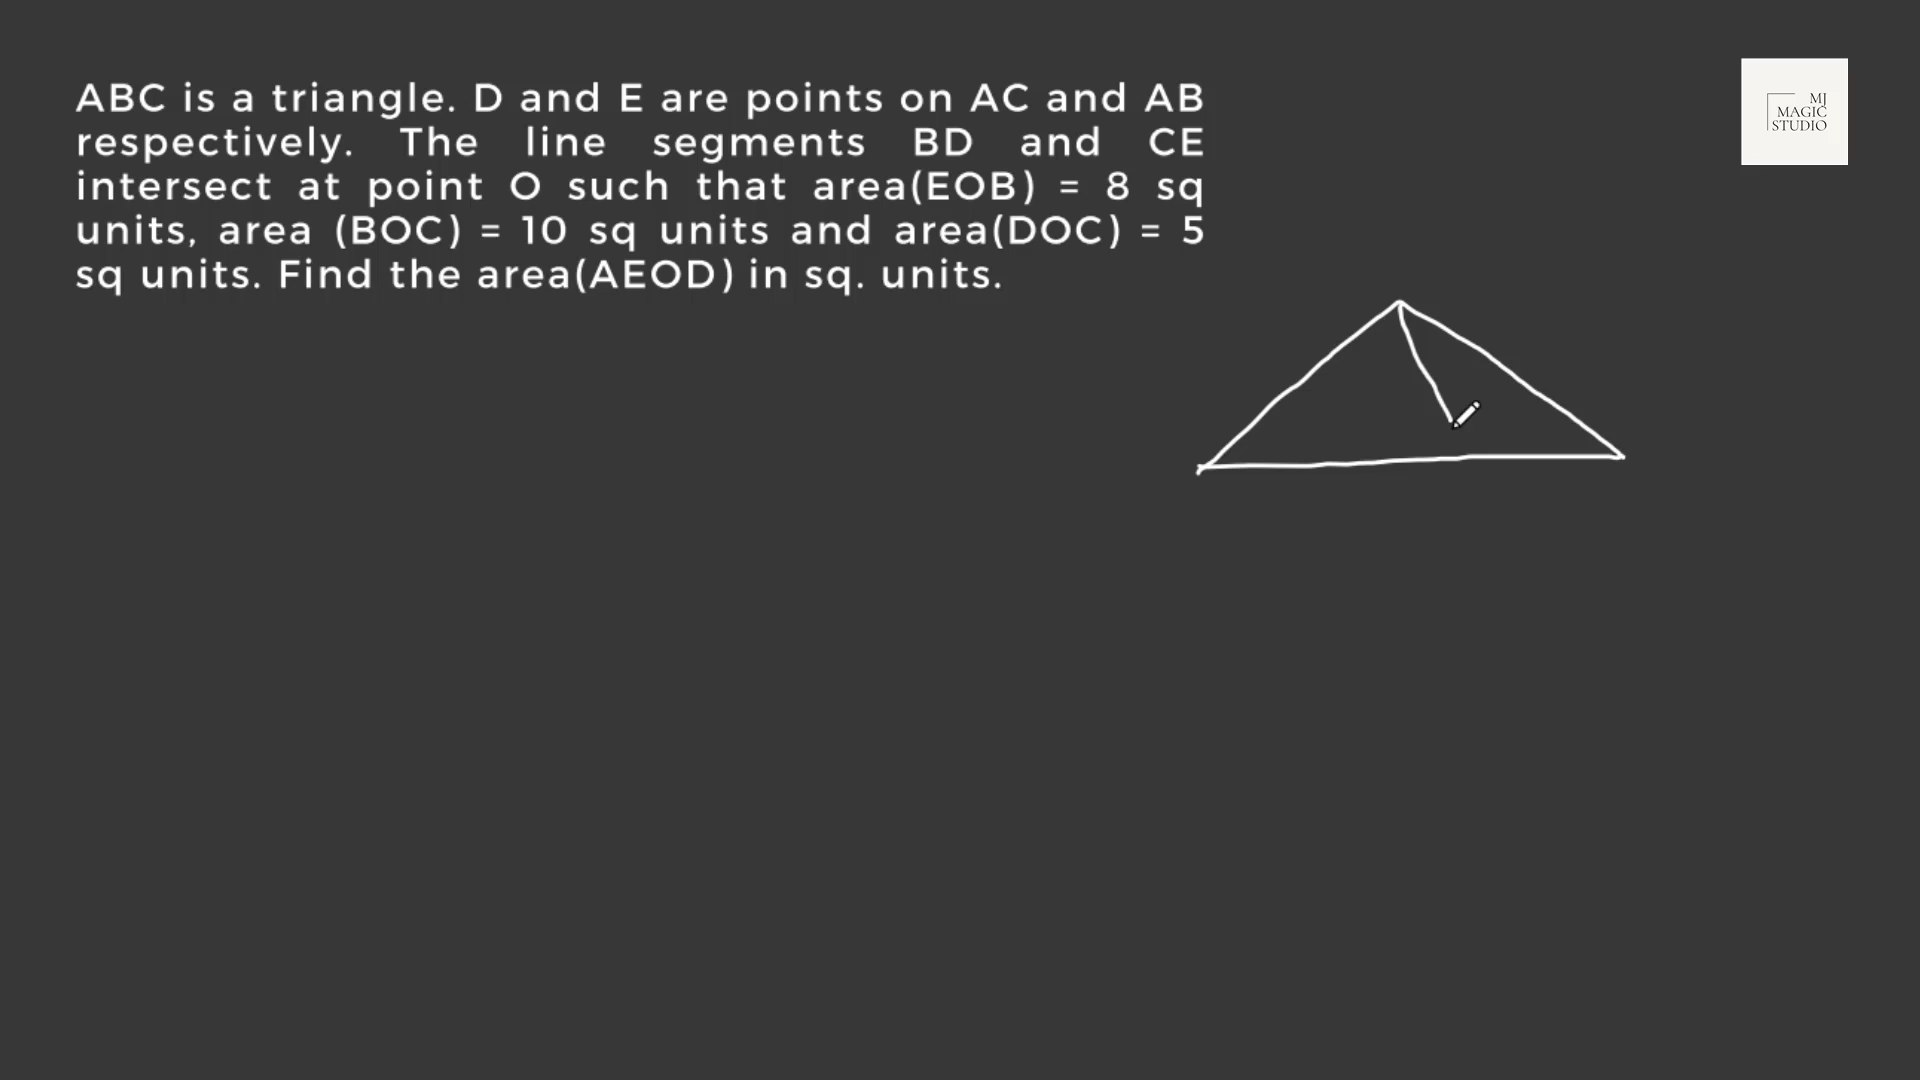 ABC is a triangle. D and E are points on AC and AB
respectively. The line segments BD and CE
intersect at point O such that area(EOB) = 8 sq
units, area (BOC) = 10 sq units and area(DOC) = 5
sq units. Find the area(AEOD) in sq. units.
MJ
MAGIC
STUDIO